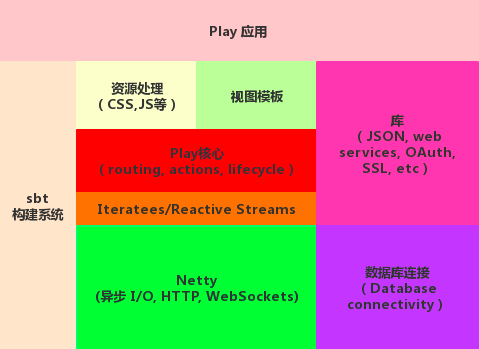 Play 应用
资源处理
（CSS,JS等）
视图模板
库
（JSON, web
services, OAuth,
SSL, etc）
Play核心
（routing, actions, lifecycle）
sbt
构建系统
Iteratees/Reactive Streams
Netty
(异步 I/O, HTTP, WebSockets)
数据库连接
（Database
connectivity）